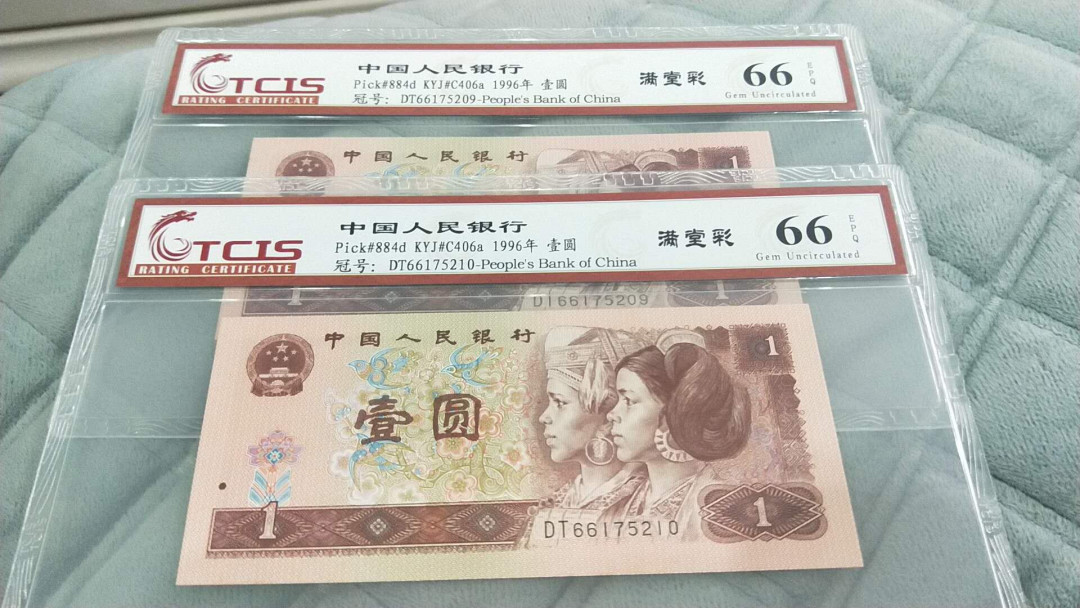 TCIS
RATING CERTIFICATE
中国人民银行
Pick#884d KYJ#C406a 1996年 壹圆
冠号: DT66175209-People's Bank of China
满堂彩
66
EPQ
Gem Uncirculated
中国人民银行
1
TCIS
RATING CERTIFICATE
中国人民银行
Pick#884d KYJ#C406a 1996年 壹圆
冠号: DT66175210-People's Bank of China
满堂彩
66
EPQ
Gem Uncirculated
1
DT66175209
1
中国人民银行
1
壹圆
1
DT66175210
1